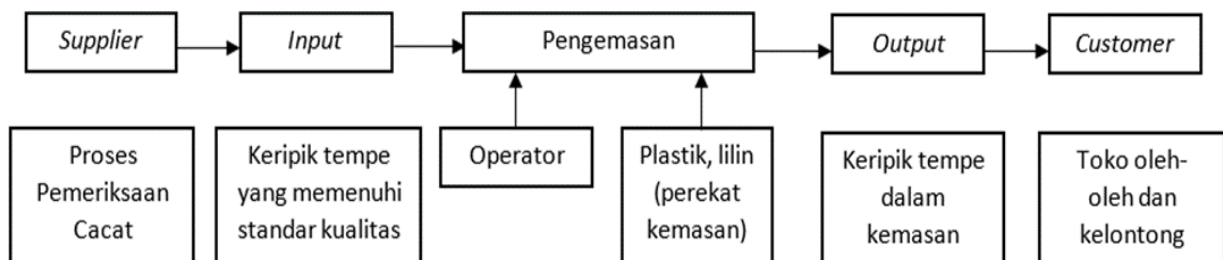 Supplier
Input
Pengemasan
Output
Customer
Proses
Pemeriksaan
Cacat
Keripik tempe
yang memenuhi
standar kualitas
Operator
Plastik, lilin
(perekat
kemasan)
Keripik tempe
dalam
kemasan
Toko oleh-
oleh dan
kelontong